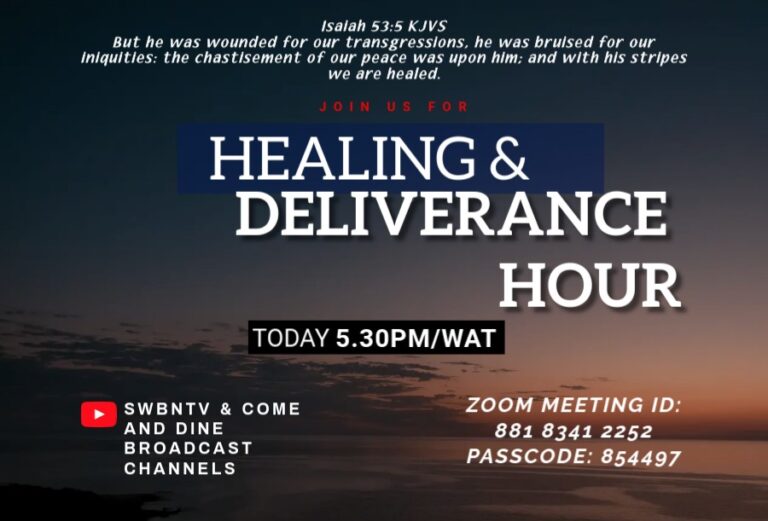 Isaiah 53:5 KJVS
But he was wounded for our transgressions, he was bruised for our
iniquities: the chastisement of our peace was upon him; and with his stripes
we are healed.
JOIN US FOR
HEALING &
DELIVERANCE
HOUR
TODAY 5.30PM/WAT
SWBNTV & COME
AND DINE
BROADCAST
CHANNELS
ZOOM MEETING ID:
881 8341 2252
PASSCODE: 854497